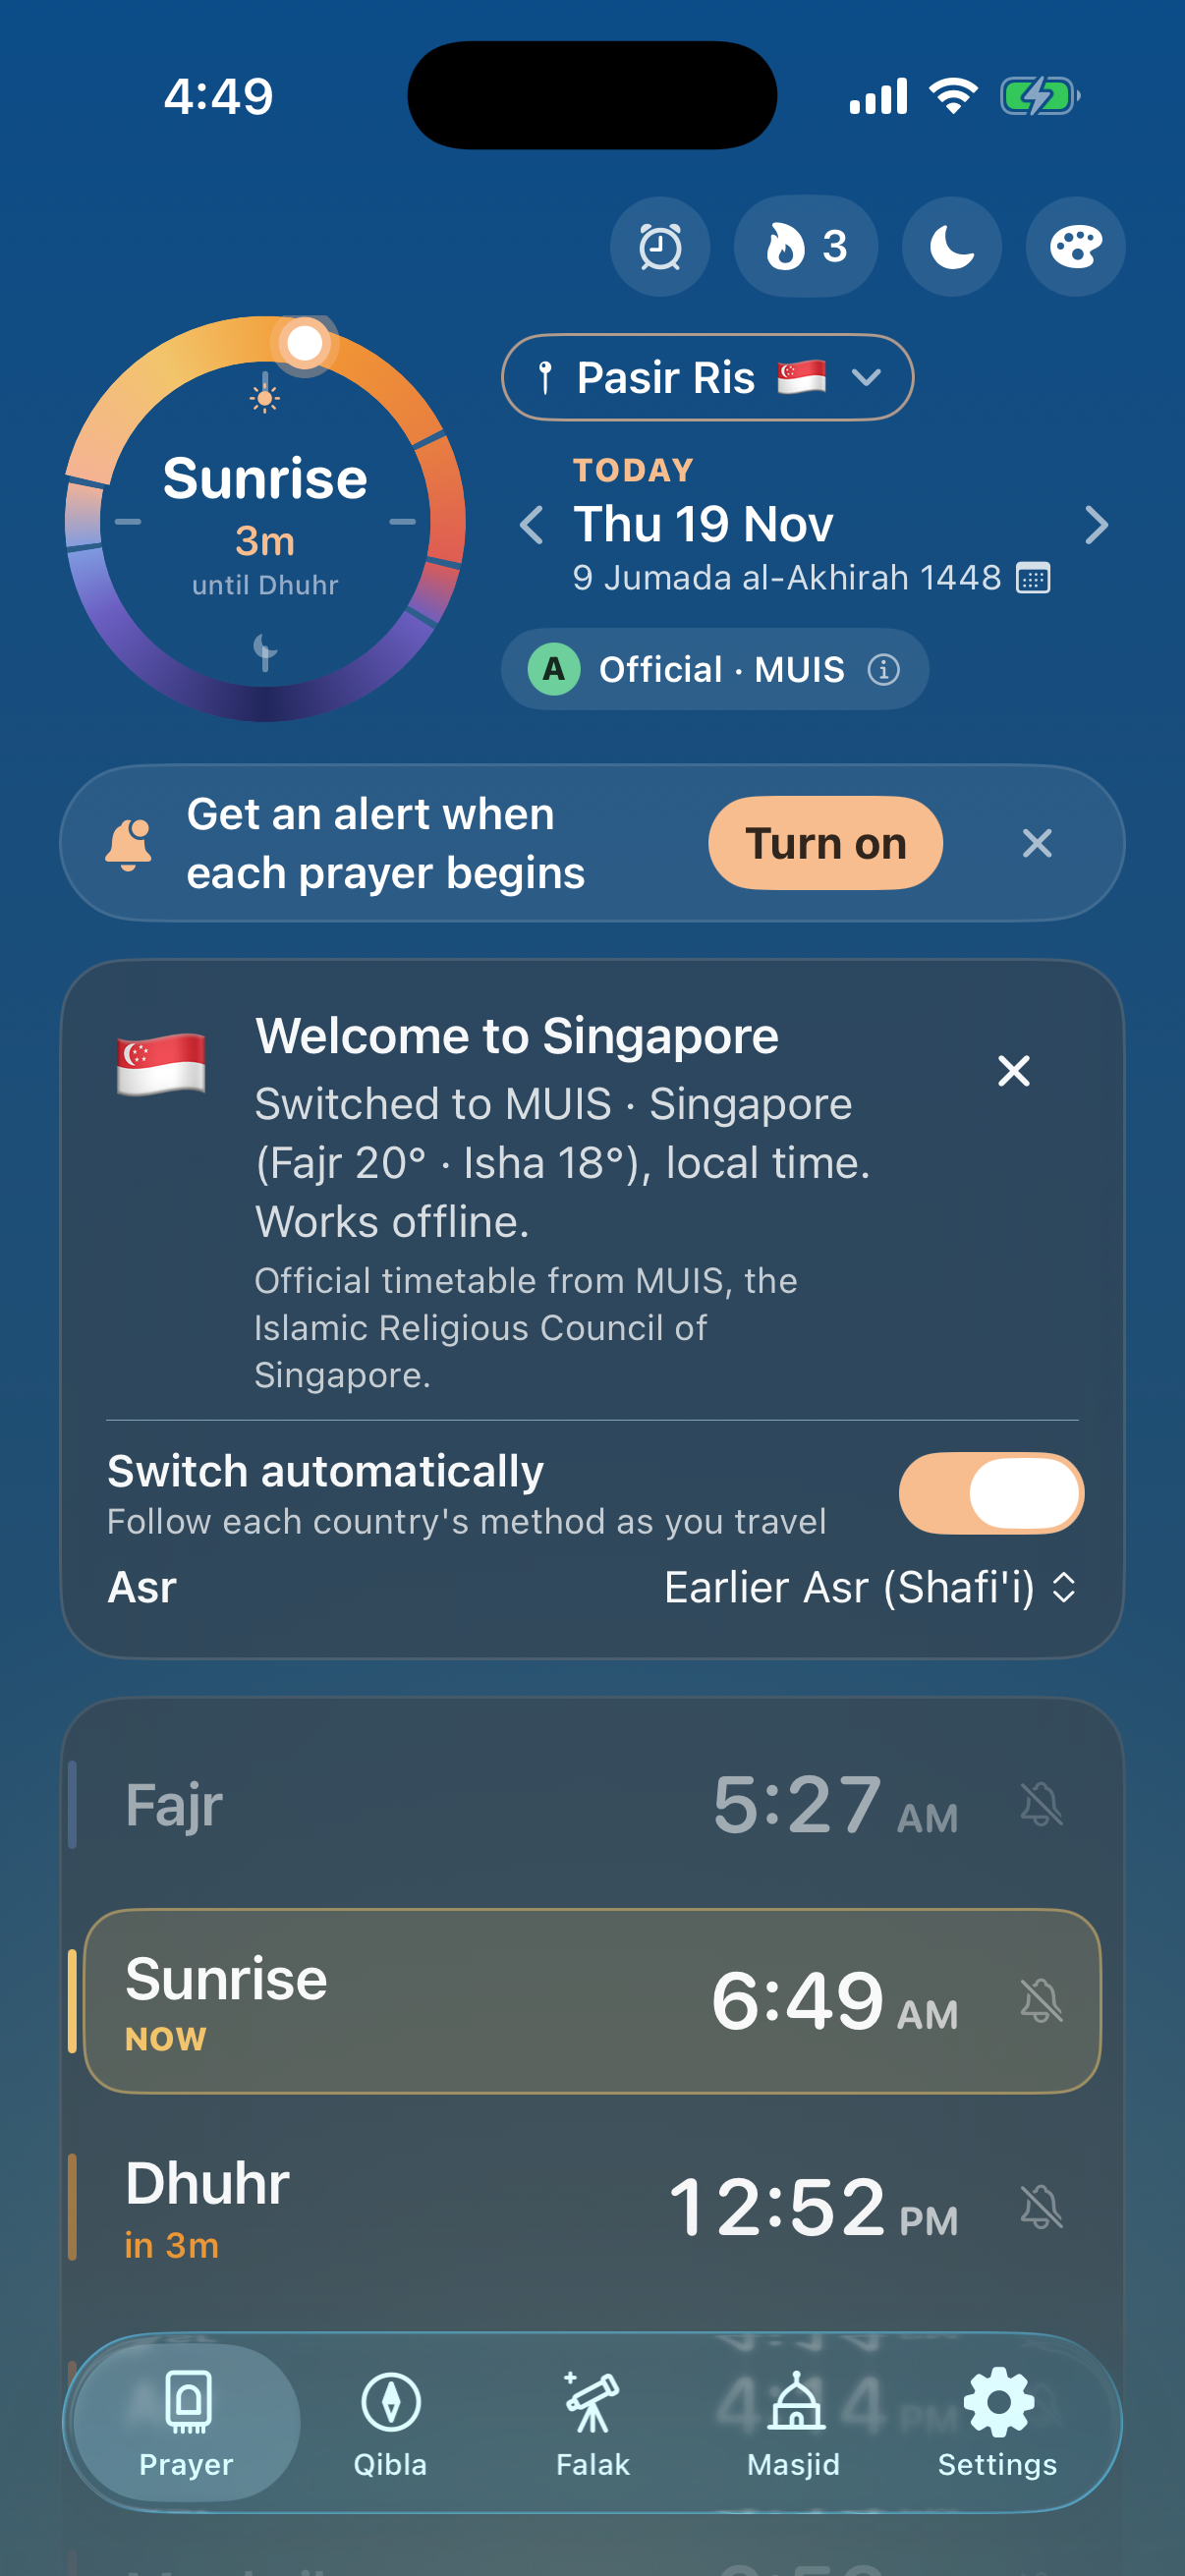 4:49
3
Pasir Ris
Sunrise
3m
until Dhuhr
TODAY
Thu 19 Nov
9 Jumada al-Akhirah 1448
A Official · MUIS
Get an alert when
each prayer begins
Turn on
Welcome to Singapore
Switched to MUIS · Singapore
(Fajr 20° · Isha 18°), local time.
Works offline.
Official timetable from MUIS, the
Islamic Religious Council of
Singapore.
Switch automatically
Follow each country's method as you travel
Asr
Earlier Asr (Shafi'i)
Fajr
5:27 AM
Sunrise
NOW
6:49 AM
Dhuhr
in 3m
12:52 PM
4:14 PM
Prayer
Qibla
Falak
Masjid
Settings